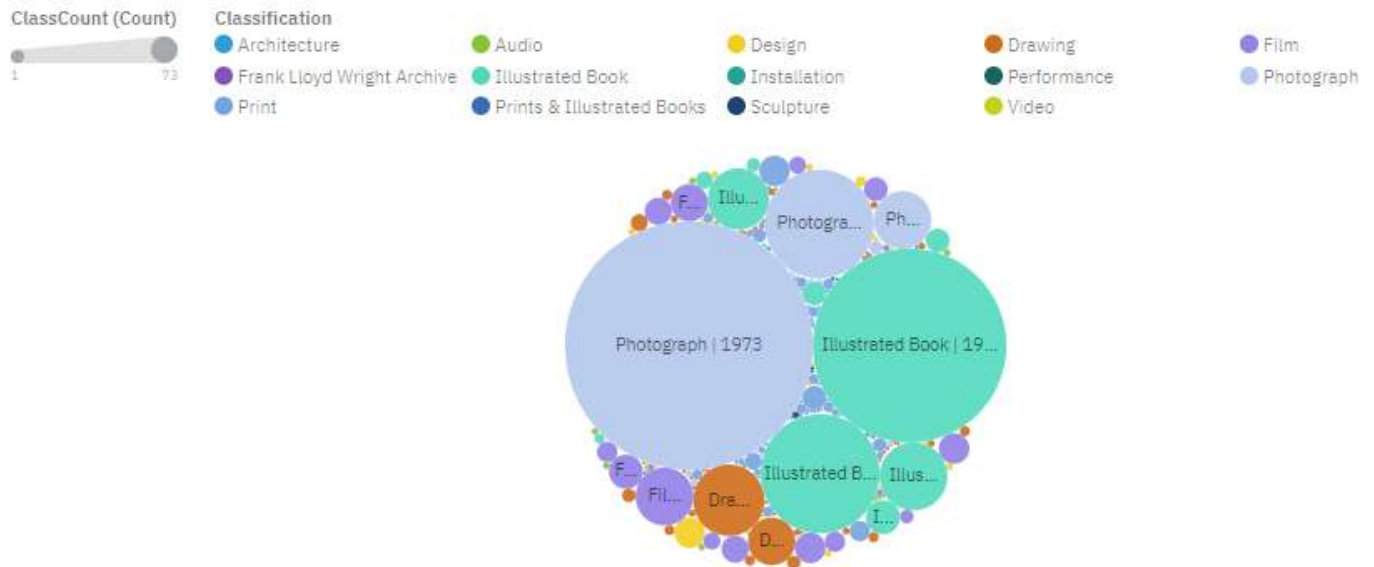 ClassCount (Count) Classification
Architecture Audio Design Drawing Film
Frank Lloyd Wright Archive Illustrated Book Installation Performance Photograph
1 73
Print Prints & Illustrated Books Sculpture Video
F... Illu... Photogra... Ph...
Photograph | 1973 Illustrated Book | 19...
F... Illustrated B... Illus...
Fil... Dra...
I...
D...